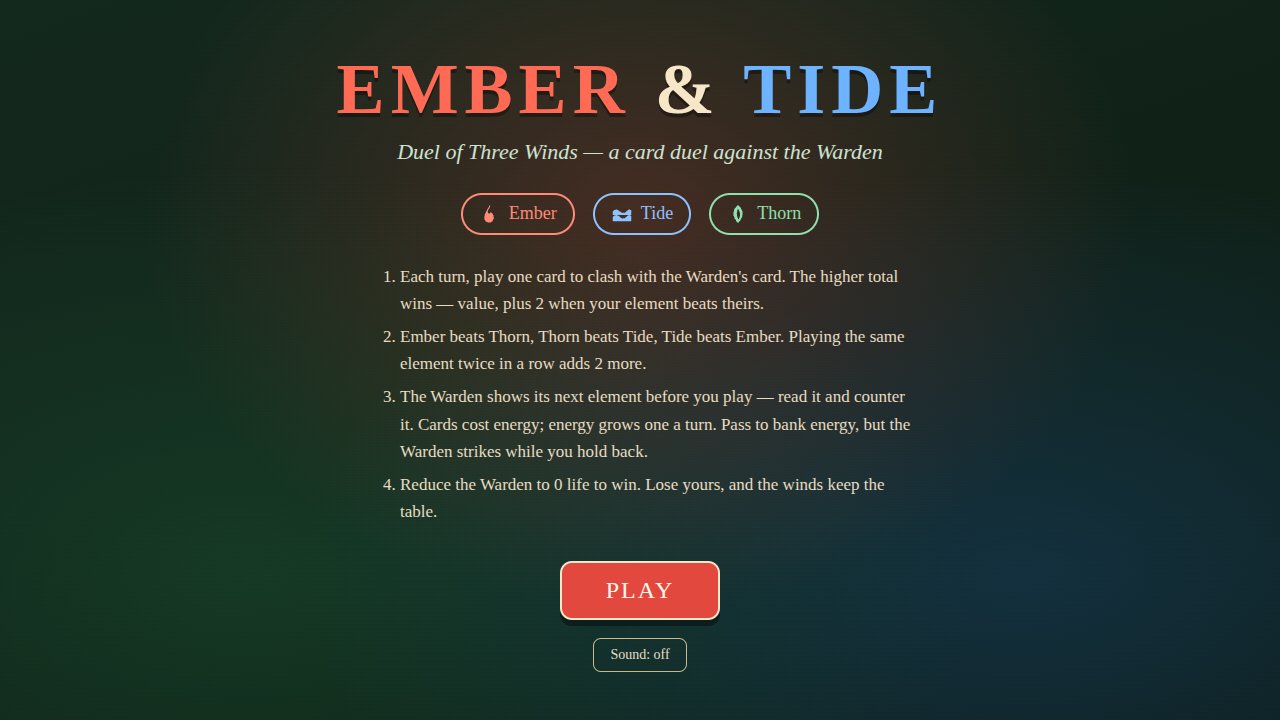 EMBER & TIDE
Duel of Three Winds — a card duel against the Warden
Ember Tide Thorn
1. Each turn, play one card to clash with the Warden's card. The higher total
wins — value, plus 2 when your element beats theirs.
2. Ember beats Thorn, Thorn beats Tide, Tide beats Ember. Playing the same
element twice in a row adds 2 more.
3. The Warden shows its next element before you play — read it and counter
it. Cards cost energy; energy grows one a turn. Pass to bank energy, but the
Warden strikes while you hold back.
4. Reduce the Warden to 0 life to win. Lose yours, and the winds keep the
table.
PLAY
Sound: off